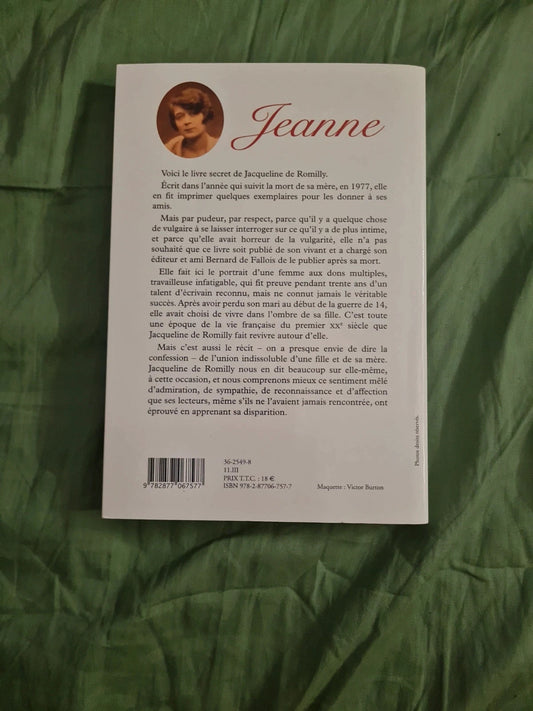 Jeanne
Voici le livre secret de Jacqueline de Romilly.
Écrit dans l'année qui suivit la mort de sa mère, en 1977, elle
en fit imprimer quelques exemplaires pour les donner à ses
amis.
Mais par pudeur, par respect, parce qu'il y a quelque chose
de vulgaire à se laisser interroger sur ce qu'il y a de plus intime,
et parce qu'elle avait horreur de la vulgarité, elle n'a pas
souhaité que ce livre soit publié de son vivant et a chargé son
éditeur et ami Bernard de Fallois de le publier après sa mort.
Elle fait ici le portrait d'une femme aux dons multiples,
travailleuse infatigable, qui fit preuve pendant trente ans d'un
talent d'écrivain reconnu, mais ne connut jamais le véritable
succès. Après avoir perdu son mari au début de la guerre de 14,
elle avait choisi de vivre dans l'ombre de sa fille. C'est toute
une époque de la vie française du premier XXe siècle que
Jacqueline de Romilly fait revivre autour d'elle.
Mais c'est aussi le récit – on a presque envie de dire la
confession – de l'union indissoluble d'une fille et de sa mère.
Jacqueline de Romilly nous en dit beaucoup sur elle-même,
à cette occasion, et nous comprenons mieux ce sentiment mêlé
d'admiration, de sympathie, de reconnaissance et d'affection
que ses lecteurs, même s'ils ne l'avaient jamais rencontrée, ont
éprouvé en apprenant sa disparition.
Photos droits réservés.
36-2549-8
11.III
PRIX T.T.C. : 18 €
ISBN 978-2-87706-757-7
Maquette : Victor Burton
9 782877 067577